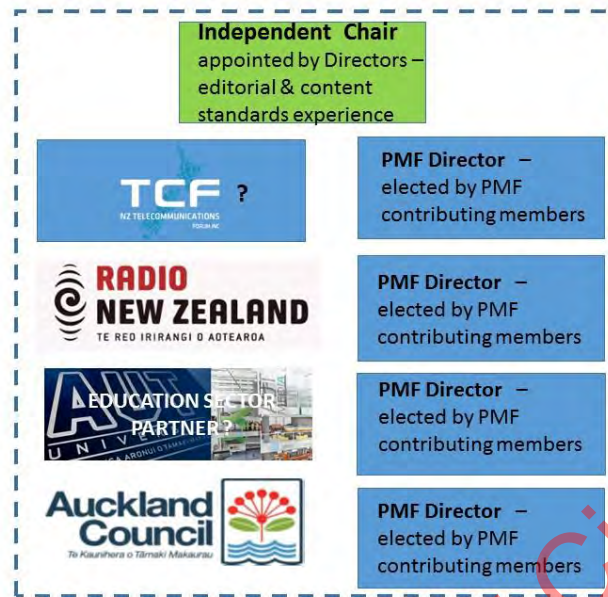 Independent Chair
appointed by Directors –
editorial & content
standards experience
TCF ?
NZ TELECOMMUNICATIONS
FORUM INC
PMF Director –
elected by PMF
contributing members
RADIO
NEW ZEALAND
TE REO IRIRANGI O AOTEAROA
PMF Director –
elected by PMF
contributing members
AUT
EDUCATION SECTOR
PARTNER ?
UNIVE
PMF Director –
elected by PMF
contributing members
Auckland
Council
Te Kaunihera o Tāmaki Makaurau
PMF Director –
elected by PMF
contributing members